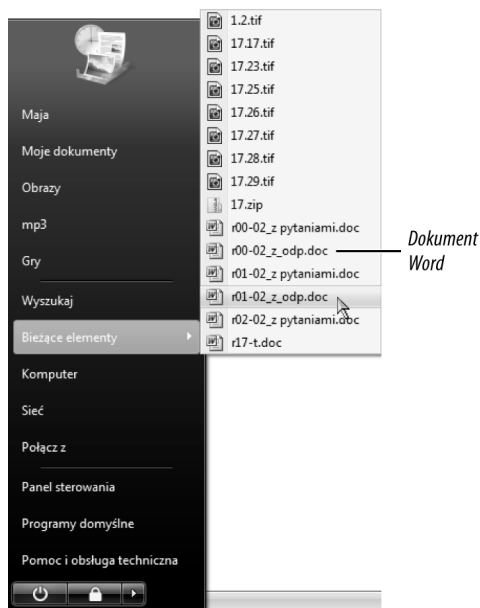 Maja
Moje dokumenty
Obrazy
mp3
Gry
Wyszukaj
Bieżące elementy
Komputer
Sieć
Połącz z
Panel sterowania
Programy domyślne
Pomoc i obsługa techniczna
1.2.tif
17.17.tif
17.23.tif
17.25.tif
17.26.tif
17.27.tif
17.28.tif
17.29.tif
17.zip
r00-02_z pytaniami.doc
r00-02_z_odp.doc
r01-02_z pytaniami.doc
r01-02_z_odp.doc
r02-02_z pytaniami.doc
r17-t.doc
Dokument
Word